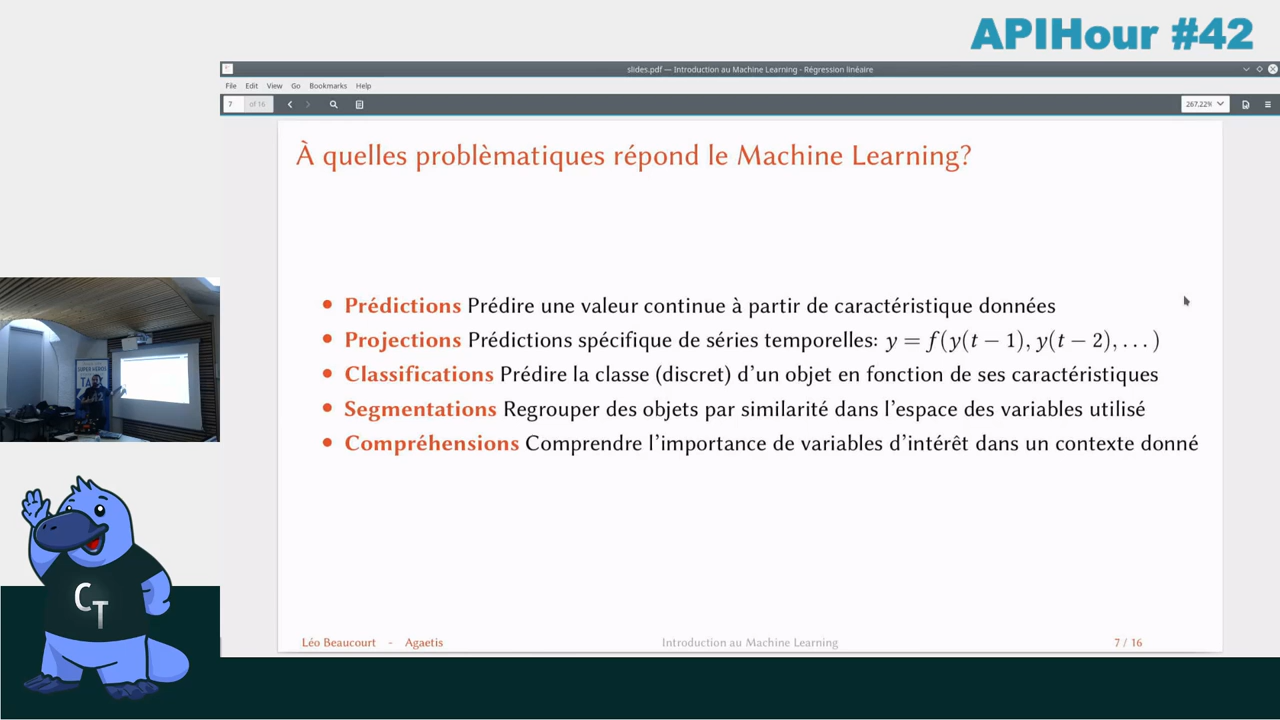 APIHour #42
slides.pdf — Introduction au Machine Learning - Régression linéaire
File Edit View Go Bookmarks Help
7 of 16 267.22%
À quelles problèmatiques répond le Machine Learning?
• Prédictions Prédire une valeur continue à partir de caractéristique données
• Projections Prédictions spécifique de séries temporelles: y = f(y(t − 1), y(t − 2), . . . )
• Classifications Prédire la classe (discret) d'un objet en fonction de ses caractéristiques
• Segmentations Regrouper des objets par similarité dans l'espace des variables utilisé
• Compréhensions Comprendre l'importance de variables d'intérêt dans un contexte donné
CT
Léo Beaucourt - Agaetis Introduction au Machine Learning 7 / 16